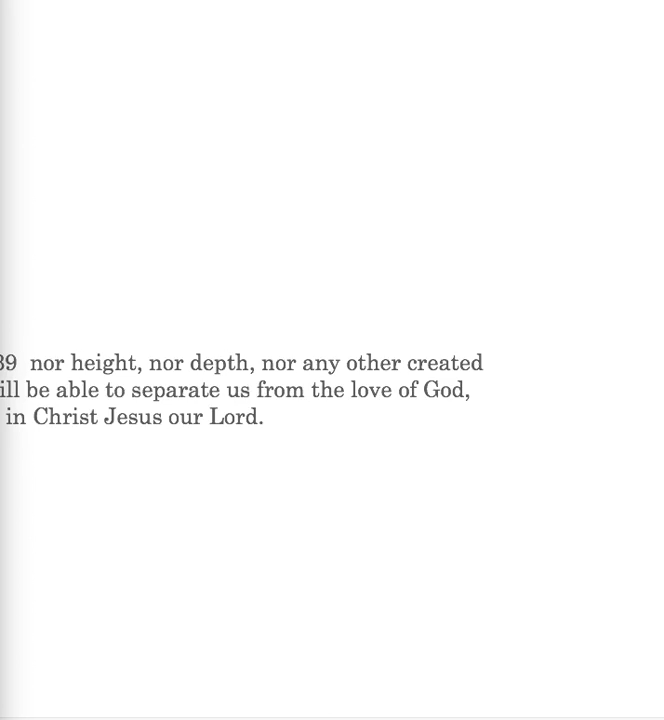 39 nor height, nor depth, nor any other created
ill be able to separate us from the love of God,
in Christ Jesus our Lord.